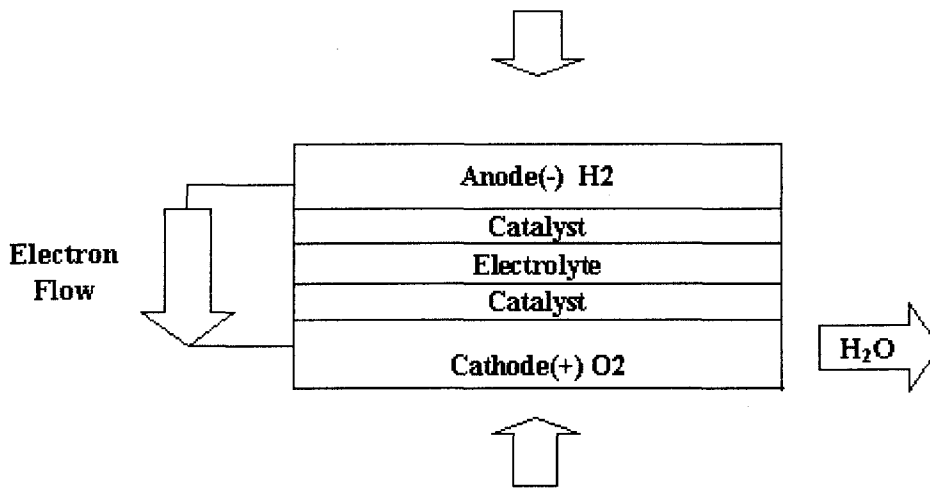 Anode(-) H2
Catalyst
Electrolyte
Catalyst
Cathode(+) O2
Electron
Flow
H₂O